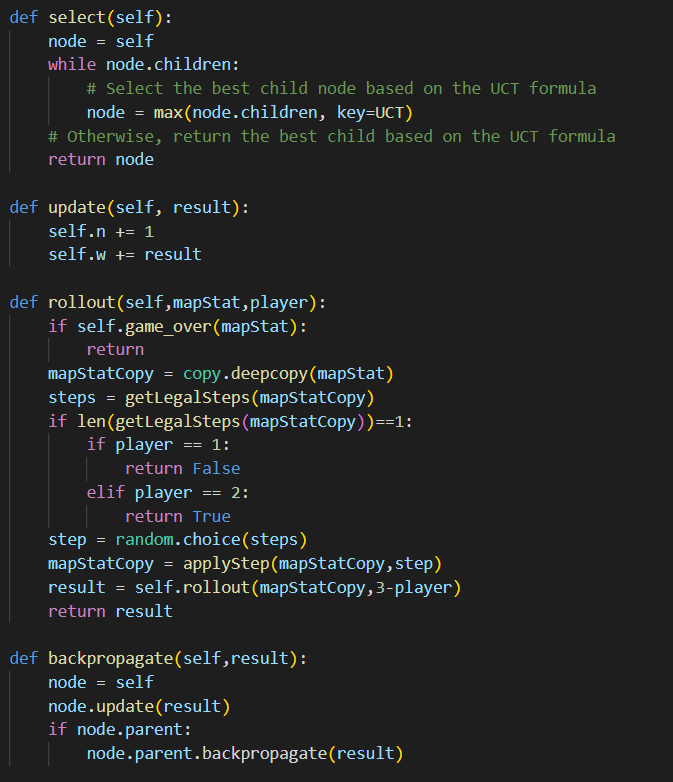 def select(self):
    node = self
    while node.children:
        # Select the best child node based on the UCT formula
        node = max(node.children, key=UCT)
    # Otherwise, return the best child based on the UCT formula
    return node

def update(self, result):
    self.n += 1
    self.w += result

def rollout(self,mapStat,player):
    if self.game_over(mapStat):
        return
    mapStatCopy = copy.deepcopy(mapStat)
    steps = getLegalSteps(mapStatCopy)
    if len(getLegalSteps(mapStatCopy))==1:
        if player == 1:
            return False
        elif player == 2:
            return True
    step = random.choice(steps)
    mapStatCopy = applyStep(mapStatCopy,step)
    result = self.rollout(mapStatCopy,3-player)
    return result

def backpropagate(self,result):
    node = self
    node.update(result)
    if node.parent:
        node.parent.backpropagate(result)